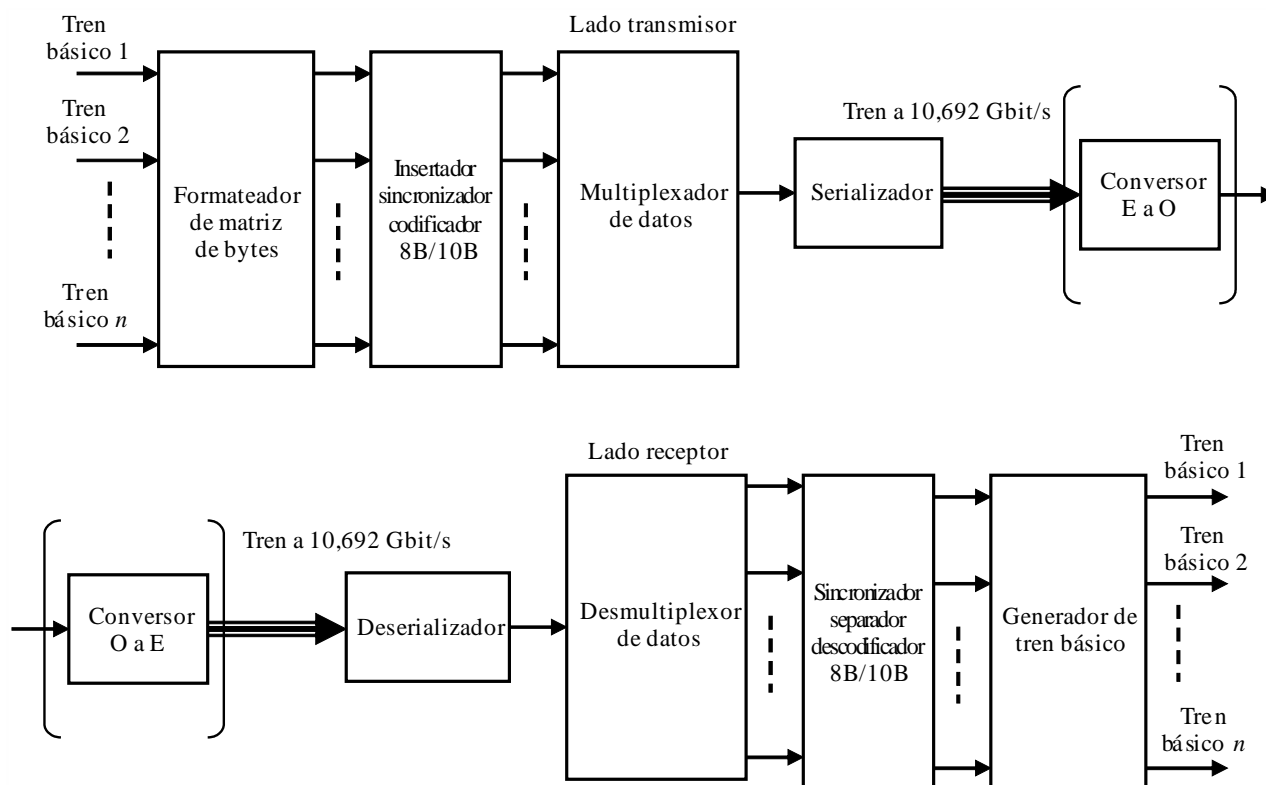 Lado transmisor
Tren
básico 1
Tren
básico 2
Tren
básico n
Formateador
de matriz
de bytes
Insertador
sincronizador
codificador
8B/10B
Multiplexador
de datos
Tren a 10,692 Gbit/s
Serializador
Conversor
E a O
Lado receptor
Tren a 10,692 Gbit/s
Conversor
O a E
Deserializador
Desmultiplexor
de datos
Sincronizador
separador
descodificador
8B/10B
Generador de
tren básico
Tren
básico 1
Tren
básico 2
Tren
básico n